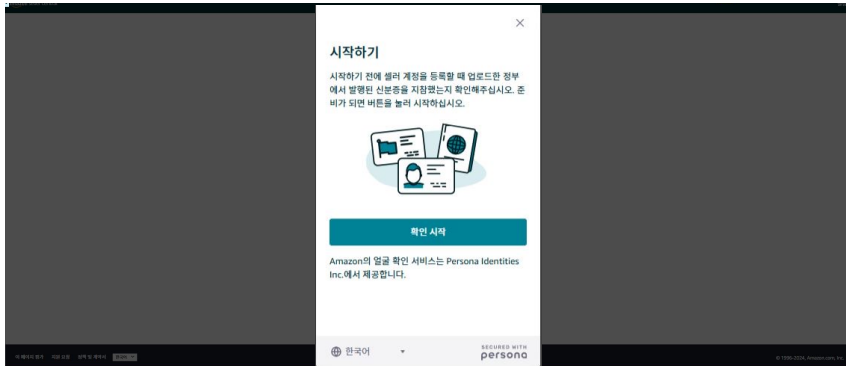 시작하기
시작하기 전에 셀러 계정을 등록할 때 업로드한 정부
에서 발행된 신분증을 지참했는지 확인해주십시오. 준
비가 되면 버튼을 눌러 시작하십시오.
확인 시작
Amazon의 얼굴 확인 서비스는 Persona Identities
Inc.에서 제공합니다.
한국어
SECURED WITH
persona
© 1996-2024, Amazon.com, Inc.